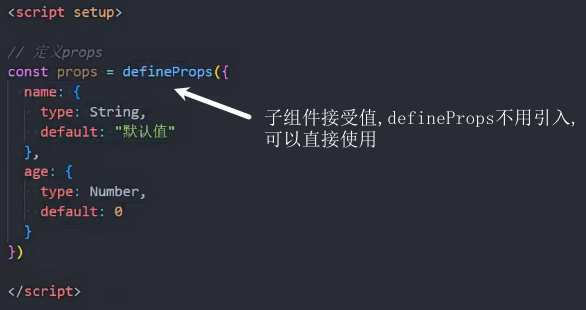 <script setup>
// 定义props
const props = defineProps({
name: {
type: String,
default: "默认值"
},
age: {
type: Number,
default: 0
}
})
</script>
子组件接受值,defineProps不用引入,
可以直接使用